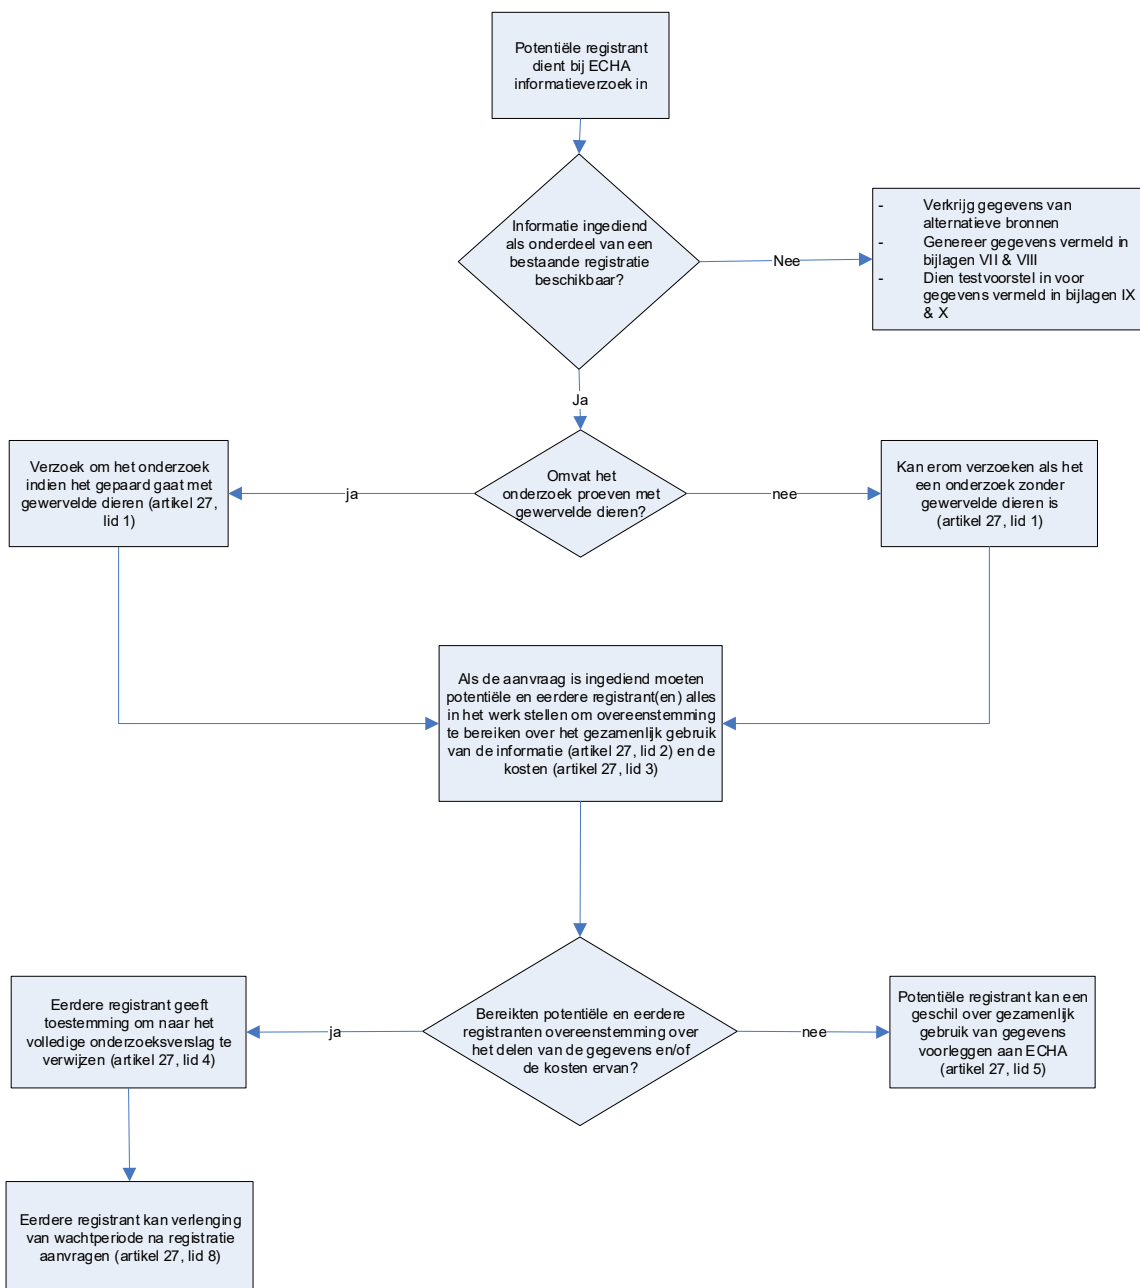 Potentiële registrant
dient bij ECHA
informatieverzoek in
Informatie ingediend
als onderdeel van een
bestaande registratie
beschikbaar?
Nee
- Verkrijg gegevens van
alternatieve bronnen
- Genereer gegevens vermeld in
bijlagen VII & VIII
- Dien testvoorstel in voor
gegevens vermeld in bijlagen IX
& X
Ja
Verzoek om het onderzoek
indien het gepaard gaat met
gewervelde dieren (artikel 27,
lid 1)
ja
Omvat het
onderzoek proeven met
gewervelde dieren?
nee
Kan erom verzoeken als het
een onderzoek zonder
gewervelde dieren is
(artikel 27, lid 1)
Als de aanvraag is ingediend moeten
potentiële en eerdere registrant(en) alles
in het werk stellen om overeenstemming
te bereiken over het gezamenlijk gebruik
van de informatie (artikel 27, lid 2) en de
kosten (artikel 27, lid 3)
Eerdere registrant geeft
toestemming om naar het
volledige onderzoeksverslag te
verwijzen (artikel 27, lid 4)
ja
Bereikten potentiële en eerdere
registranten overeenstemming over
het delen van de gegevens en/of
de kosten ervan?
nee
Potentiële registrant kan een
geschil over gezamenlijk
gebruik van gegevens
voorleggen aan ECHA
(artikel 27, lid 5)
Eerdere registrant kan verlenging
van wachtperiode na registratie
aanvragen (artikel 27, lid 8)